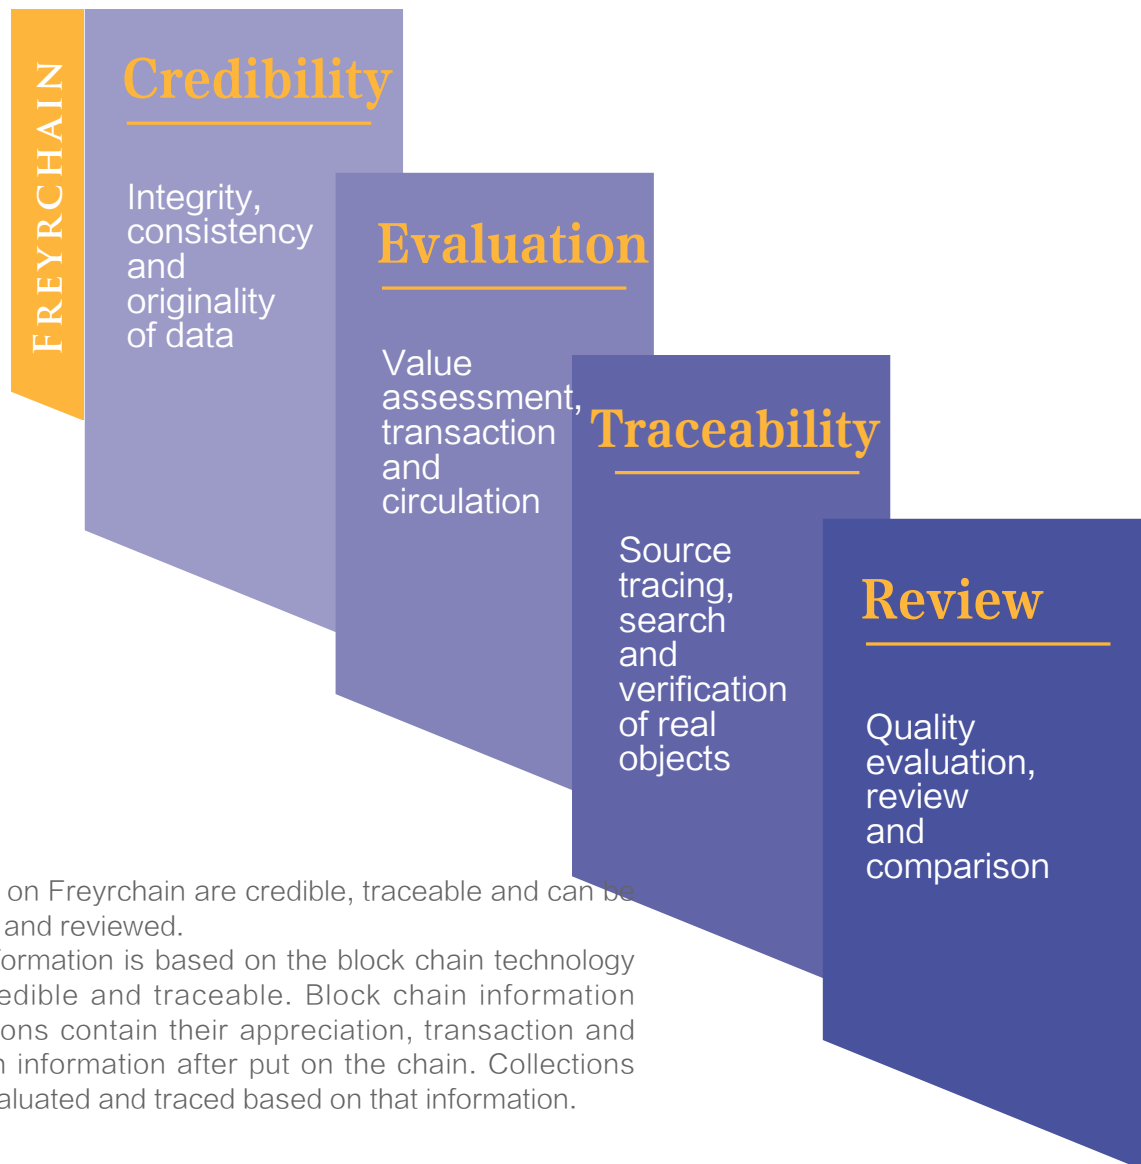 FREYRCHAIN
Credibility
Integrity,
consistency
and
originality
of data
Evaluation
Value
assessment,
transaction
and
circulation
Traceability
Source
tracing,
search
and
verification
of real
objects
Review
Quality
evaluation,
review
and
comparison
on Freyrchain are credible, traceable and can be
and reviewed.
formation is based on the block chain technology
edible and traceable. Block chain information
ons contain their appreciation, transaction and
n information after put on the chain. Collections
aluated and traced based on that information.